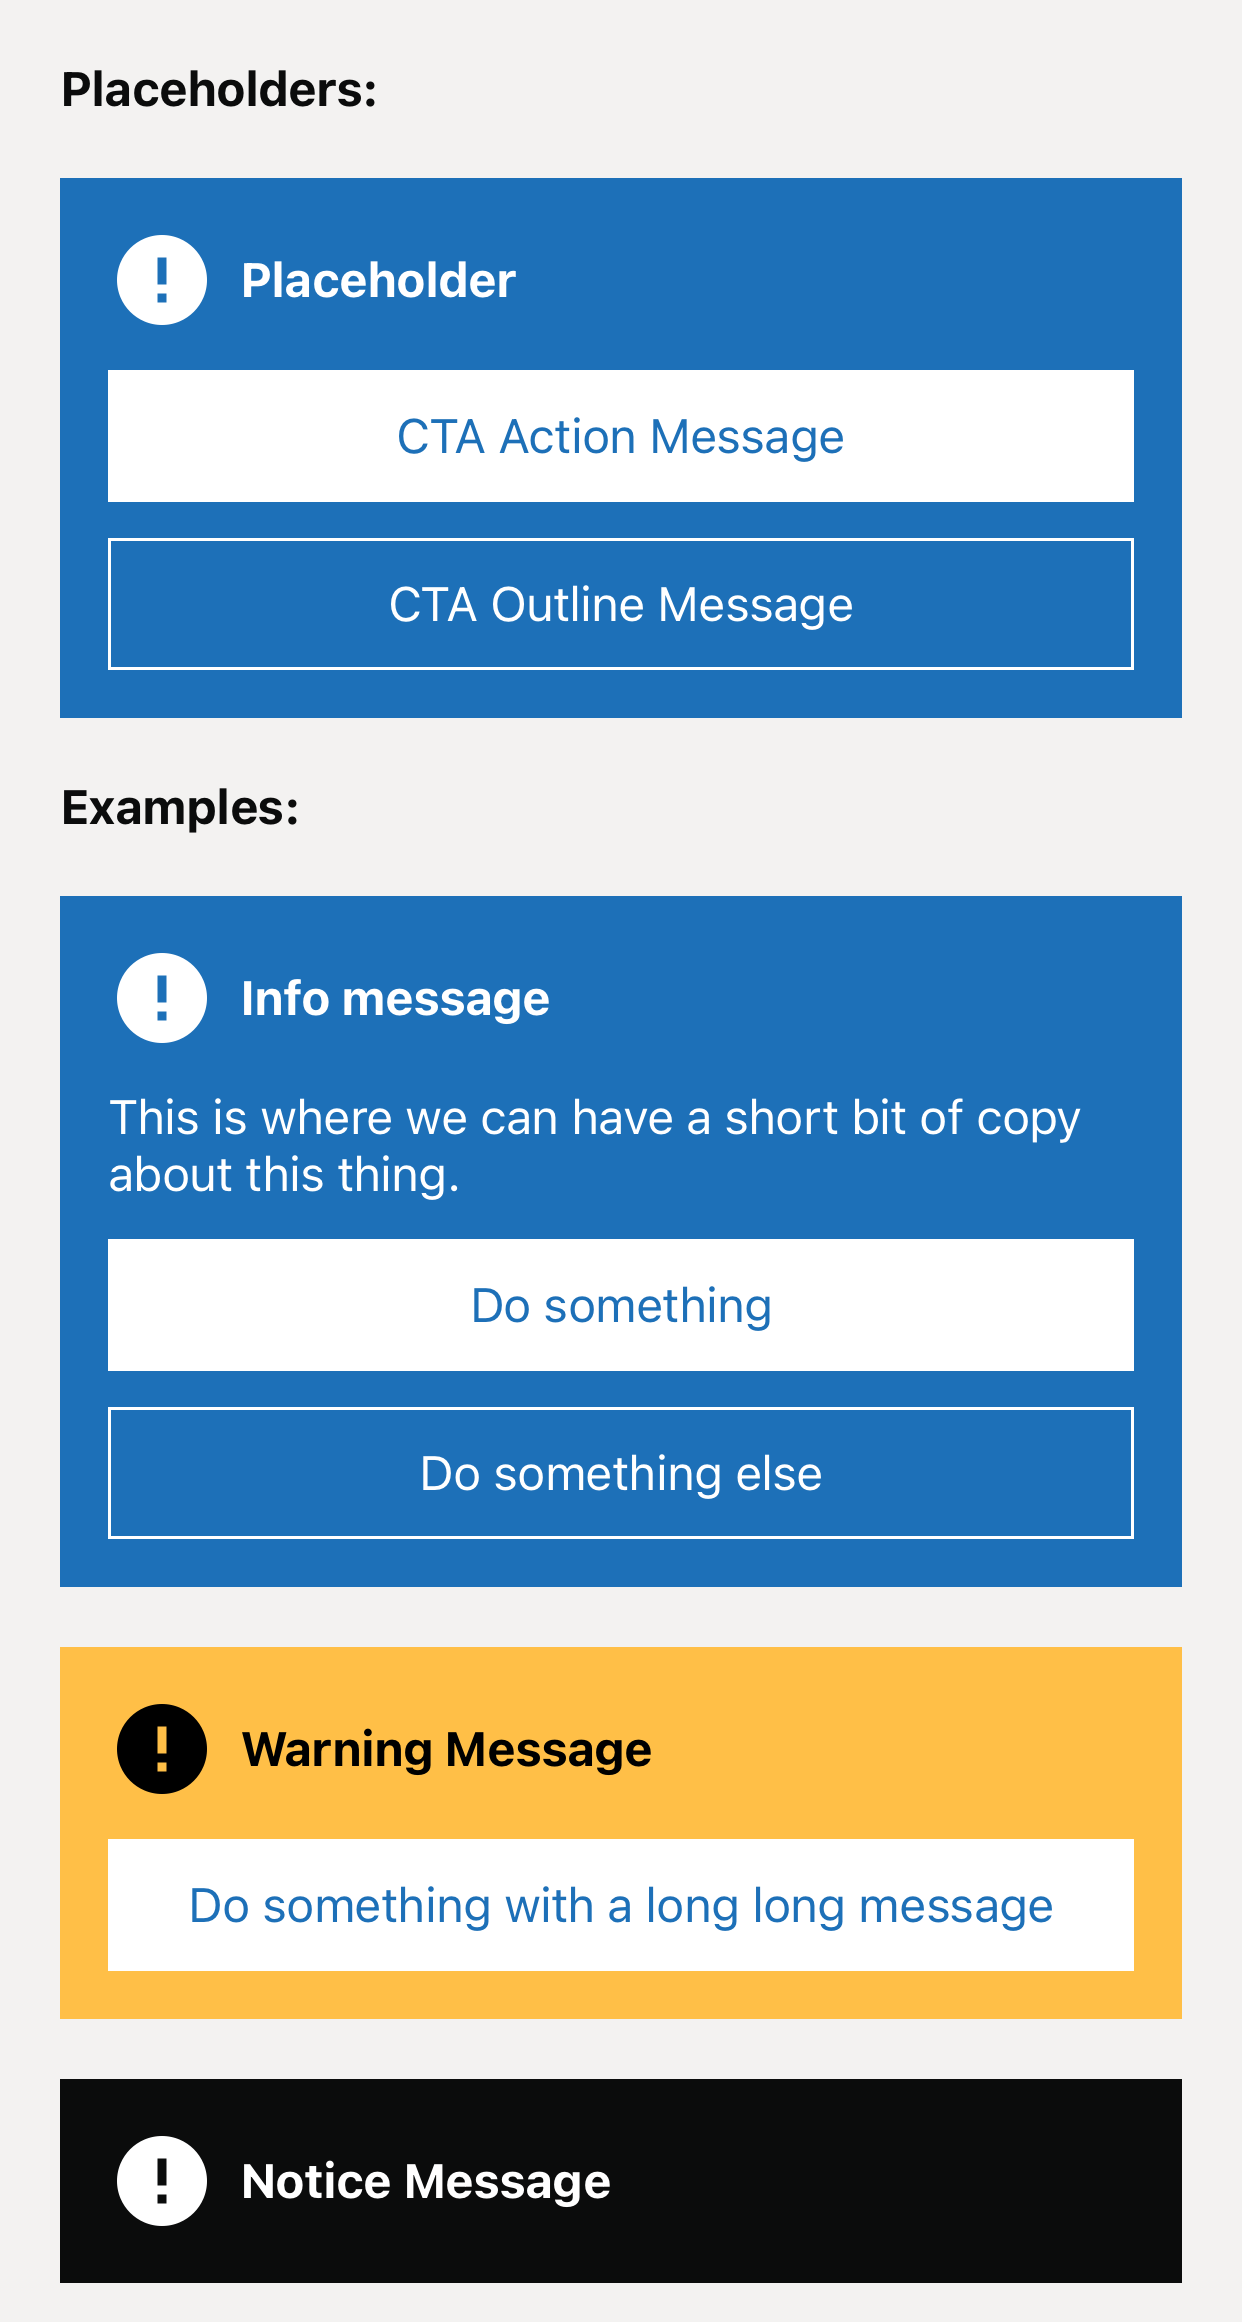 Placeholders:
! Placeholder
CTA Action Message
CTA Outline Message
Examples:
! Info message
This is where we can have a short bit of copy
about this thing.
Do something
Do something else
! Warning Message
Do something with a long long message
! Notice Message